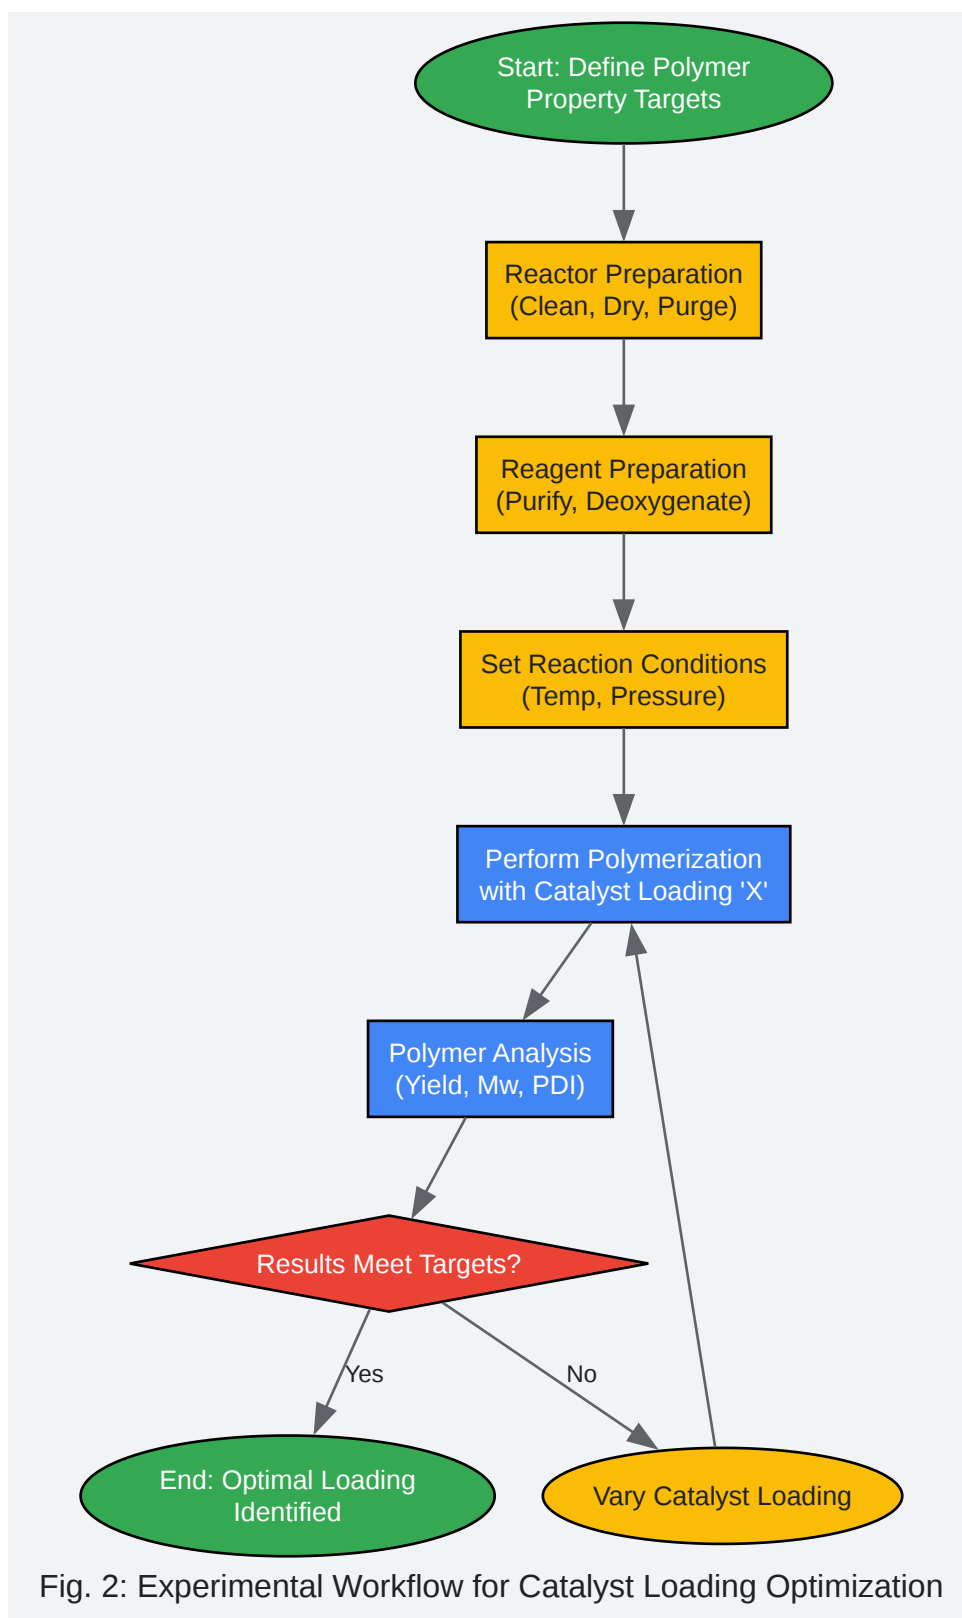 Start: Define Polymer
Property Targets
Reactor Preparation
(Clean, Dry, Purge)
Reagent Preparation
(Purify, Deoxygenate)
Set Reaction Conditions
(Temp, Pressure)
Perform Polymerization
with Catalyst Loading 'X'
Polymer Analysis
(Yield, Mw, PDI)
Results Meet Targets?
Yes
No
End: Optimal Loading
Identified
Vary Catalyst Loading
Fig. 2: Experimental Workflow for Catalyst Loading Optimization